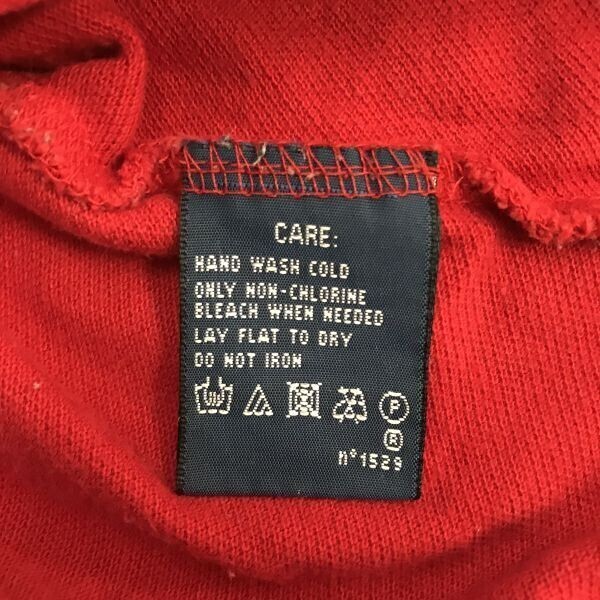 CARE:
HAND WASH COLD
ONLY NON-CHLORINE
BLEACH WHEN NEEDED
LAY FLAT TO DRY
DO NOT IRON
P
®
n°1529